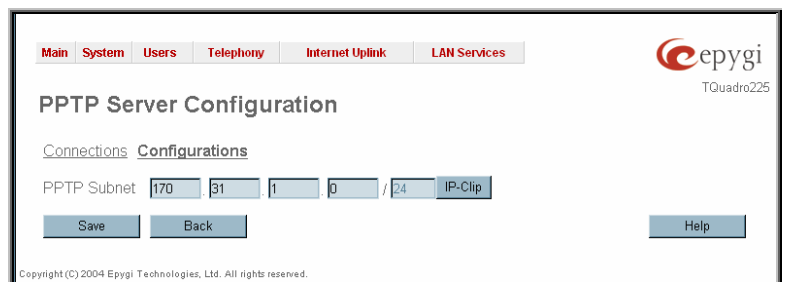 Main System Users Telephony Internet Uplink LAN Services
epygi
TQuadro225
PPTP Server Configuration
Connections Configurations
PPTP Subnet 170 . 31 . 1 . 0 / 24 IP-Clip
Save Back Help
Copyright (C) 2004 Epygi Technologies, Ltd. All rights reserved.